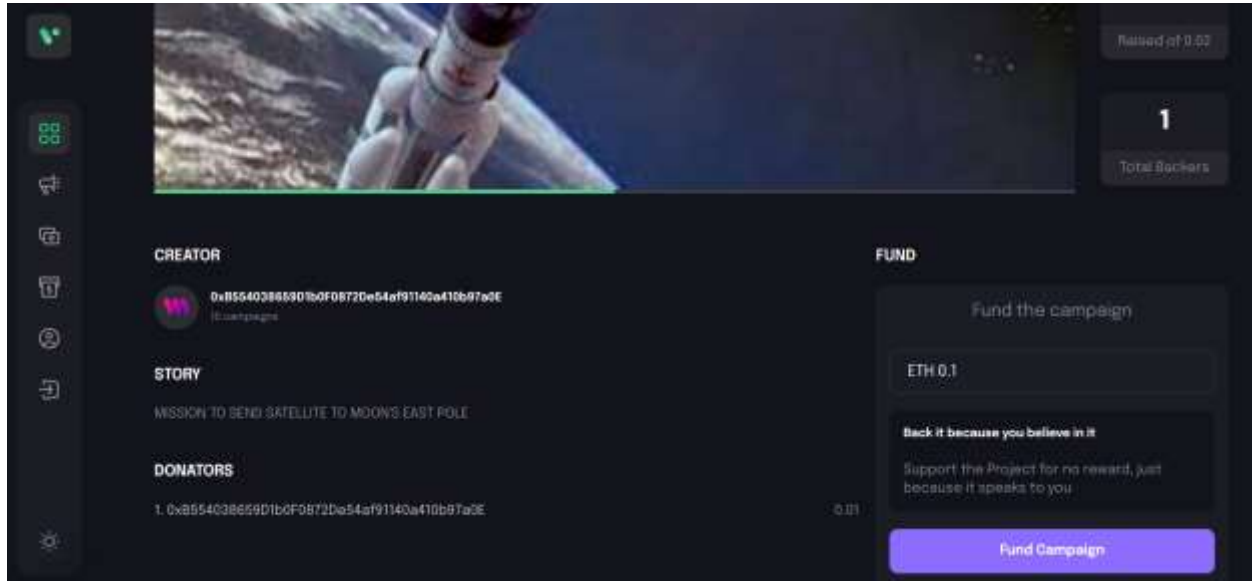 Raised of 0.02
1
Total Backers
CREATOR
FUND
10 campaigns
Fund the campaign
ETH 0.1
STORY
MISSION TO SEND SATELLITE TO MOON'S EAST POLE
Back it because you believe in it
Support the Project for no reward, just
because it speaks to you
DONATORS
1.
0.01
Fund Campaign